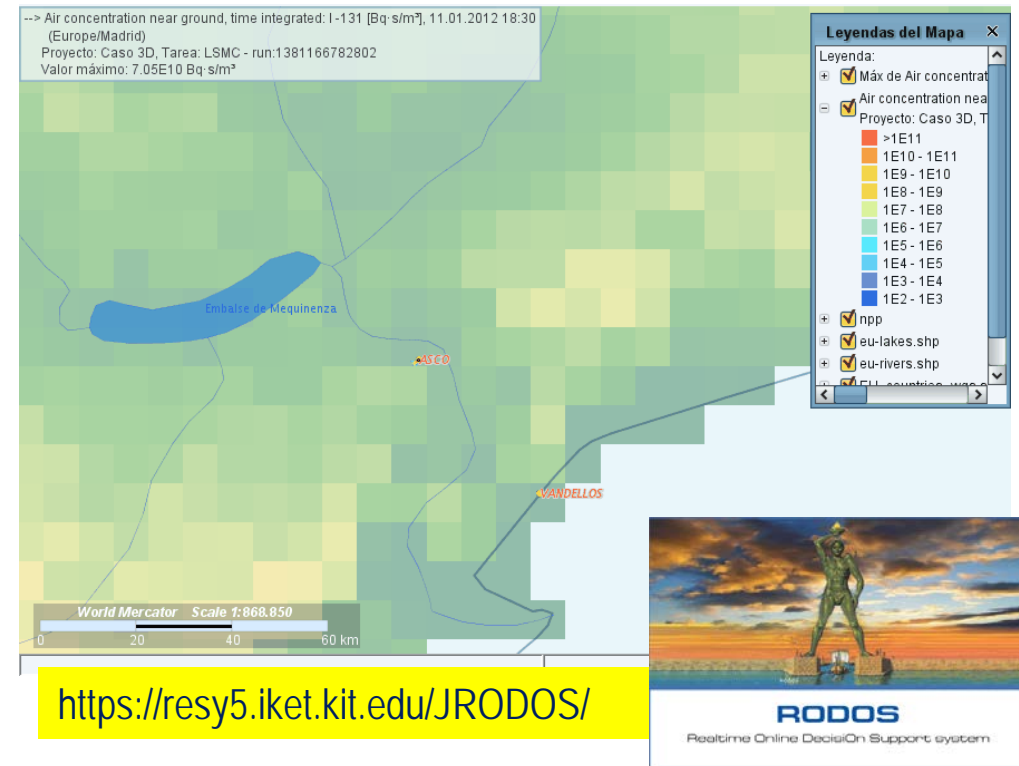 --> Air concentration near ground, time integrated: I -131 [Bq·s/m³], 11.01.2012 18:30
(Europe/Madrid)
Proyecto: Caso 3D, Tarea: LSMC - run:1381166782802
Valor máximo: 7.05E10 Bq·s/m³
Leyendas del Mapa
Leyenda:
Máx de Air concentrat
Air concentration nea
Proyecto: Caso 3D, T
>1E11
1E10 - 1E11
1E9 - 1E10
1E8 - 1E9
1E7 - 1E8
1E6 - 1E7
1E5 - 1E6
1E4 - 1E5
1E3 - 1E4
1E2 - 1E3
npp
eu-lakes.shp
eu-rivers.shp
Embalse de Mequinenza
ASCO
VANDELLOS
World Mercator Scale 1:868.850
0 20 40 60 km
https://resy5.iket.kit.edu/JRODOS/
RODOS
Realtime Online DecisiOn Support system